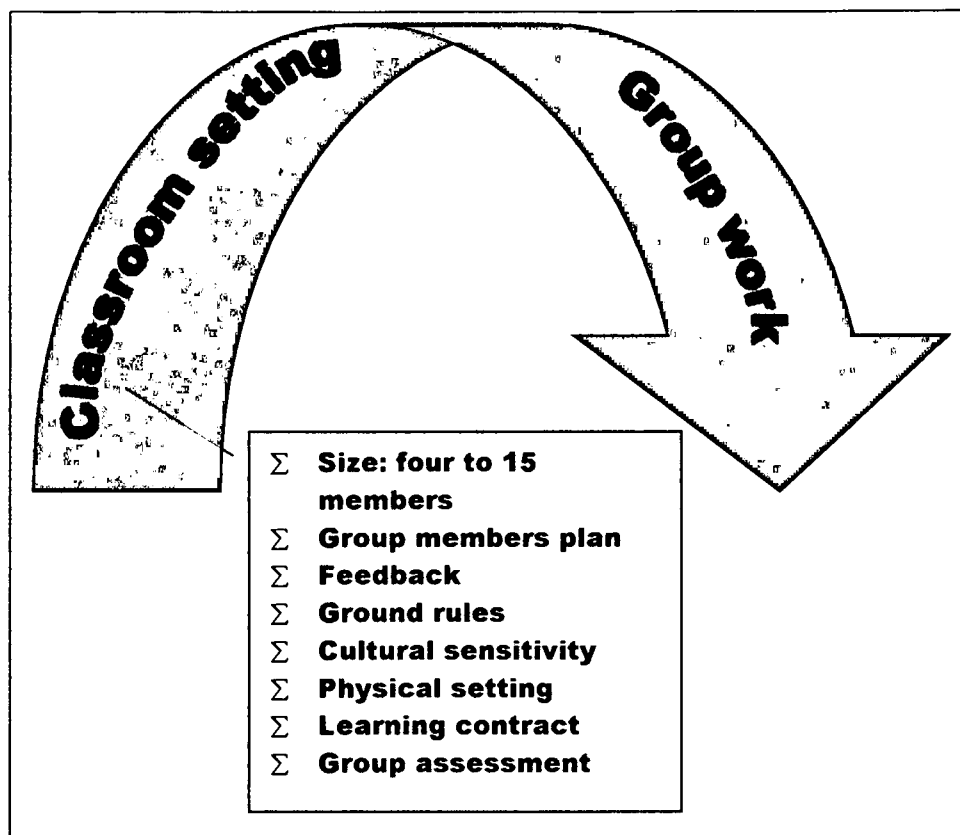 Classroom setting
Group work
Σ Size: four to 15
members
Σ Group members plan
Σ Feedback
Σ Ground rules
Σ Cultural sensitivity
Σ Physical setting
Σ Learning contract
Σ Group assessment